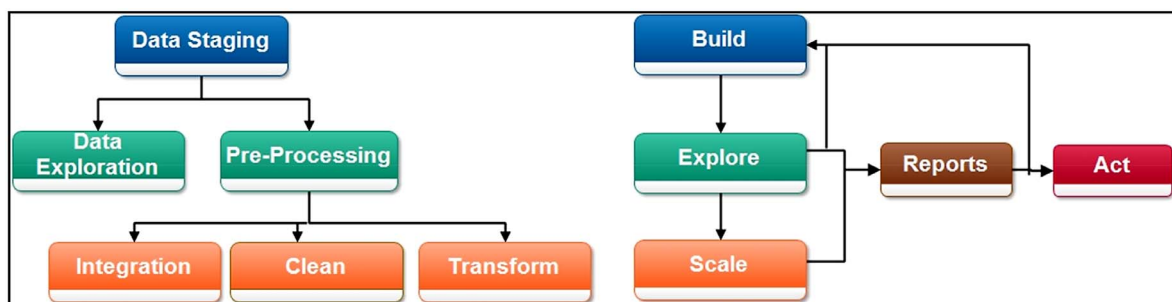 Data Staging
Build
Data
Exploration
Pre-Processing
Explore
Reports
Act
Integration
Clean
Transform
Scale